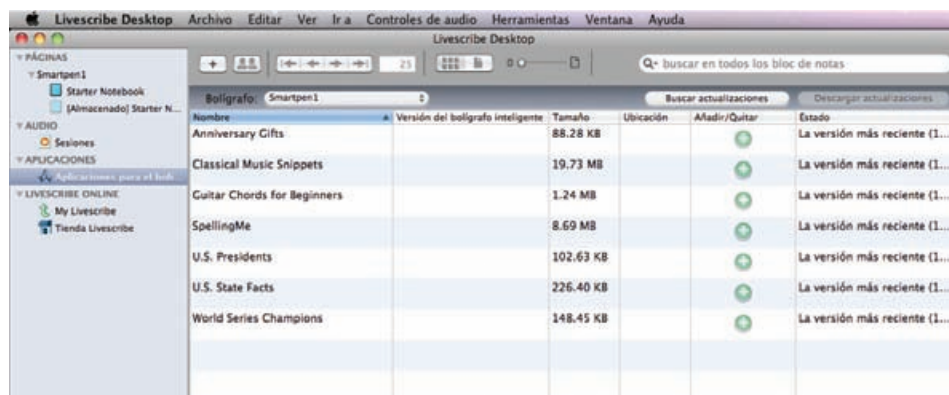 Livescribe Desktop Archivo Editar Ver Ir a Controles de audio Herramientas Ventana Ayuda
Livescribe Desktop
PÁGINAS
Smartpen1
Starter Notebook
(Almacenado) Starter N...
AUDIO
Sesiones
APLICACIONES
Aplicaciones para el bolí
LIVESCRIBE ONLINE
My Livescribe
Tienda Livescribe
25
buscar en todos los bloc de notas
Bolígrafo: Smartpen1 Buscar actualizaciones Descargar actualizaciones
Nombre Versión del bolígrafo inteligente Tamaño Ubicación Añadir/Quitar Estado
Anniversary Gifts 88.28 KB La versión más reciente (1...
Classical Music Snippets 19.73 MB La versión más reciente (1...
Guitar Chords for Beginners 1.24 MB La versión más reciente (1...
SpellingMe 8.69 MB La versión más reciente (1...
U.S. Presidents 102.63 KB La versión más reciente (1...
U.S. State Facts 226.40 KB La versión más reciente (1...
World Series Champions 148.45 KB La versión más reciente (1...